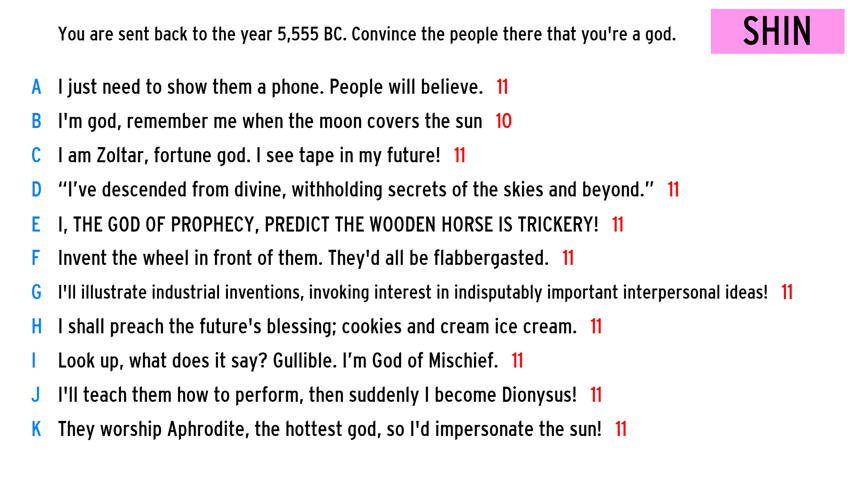 You are sent back to the year 5,555 BC. Convince the people there that you're a god.
SHIN
A I just need to show them a phone. People will believe. 11
B I'm god, remember me when the moon covers the sun 10
C I am Zoltar, fortune god. I see tape in my future! 11
D “I’ve descended from divine, withholding secrets of the skies and beyond.” 11
E I, THE GOD OF PROPHECY, PREDICT THE WOODEN HORSE IS TRICKERY! 11
F Invent the wheel in front of them. They'd all be flabbergasted. 11
G I'll illustrate industrial inventions, invoking interest in indisputably important interpersonal ideas! 11
H I shall preach the future's blessing; cookies and cream ice cream. 11
I Look up, what does it say? Gullible. I’m God of Mischief. 11
J I'll teach them how to perform, then suddenly I become Dionysus! 11
K They worship Aphrodite, the hottest god, so I'd impersonate the sun! 11